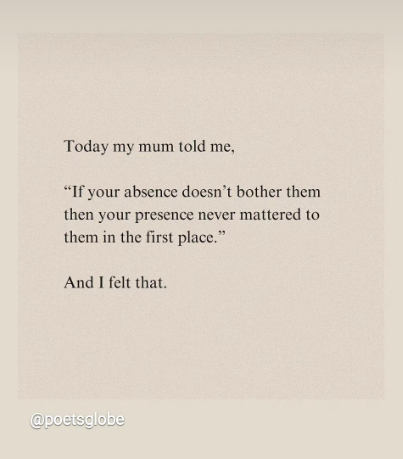 Today my mum told me,
“If your absence doesn’t bother them
then your presence never mattered to
them in the first place.”
And I felt that.
@poetsglobe